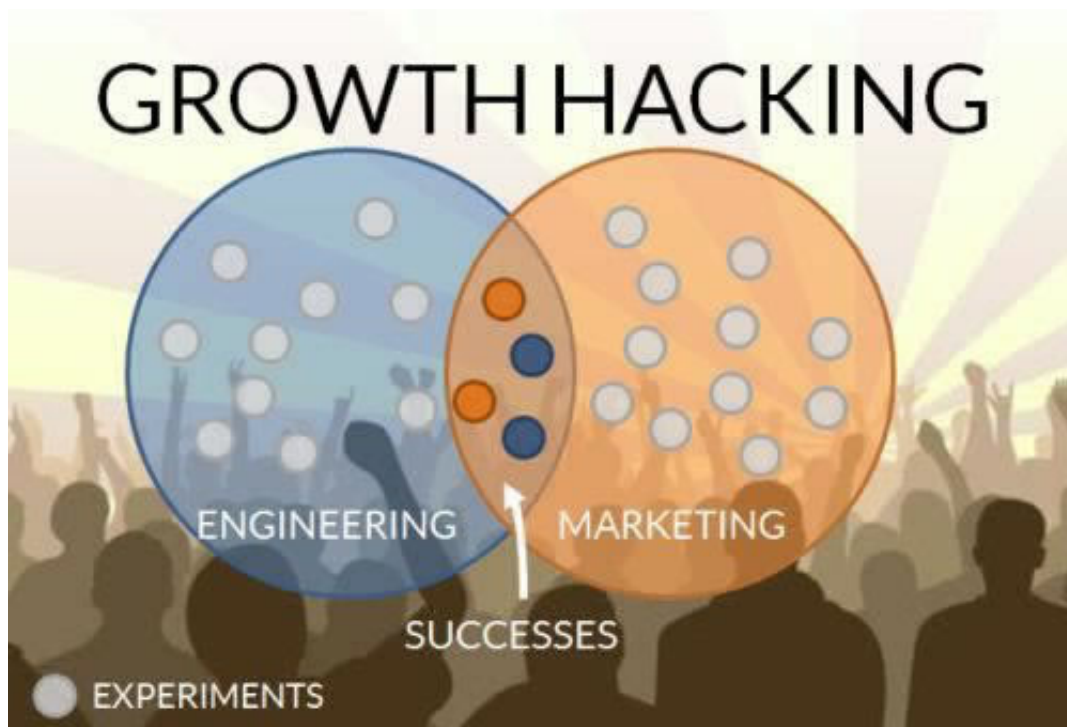 GROWTH HACKING
ENGINEERING
MARKETING
SUCCESSES
EXPERIMENTS